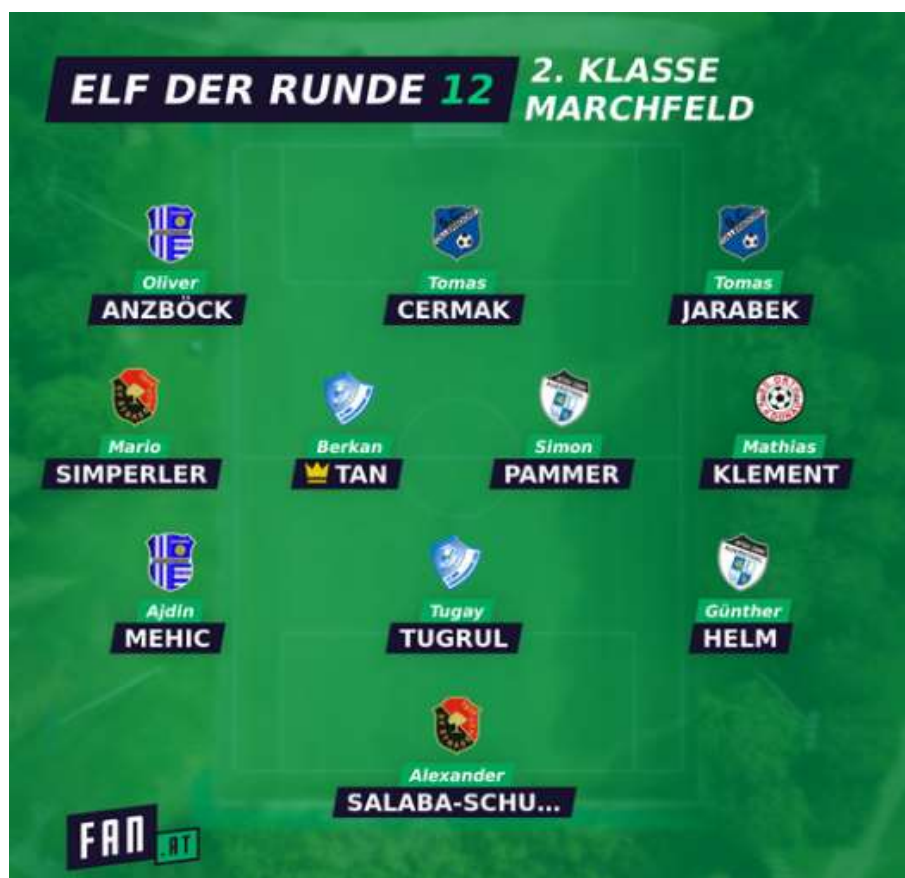 ELF DER RUNDE 12
2. KLASSE
MARCHFELD
Oliver
ANZBÖCK
Tomas
CERMAK
Tomas
JARABEK
Mario
SIMPERLER
Berkan
TAN
Simon
PAMMER
Mathias
KLEMENT
Ajdin
MEHIC
Tugay
TUGRUL
Günther
HELM
Alexander
SALABA-SCHU...
FAN.AT